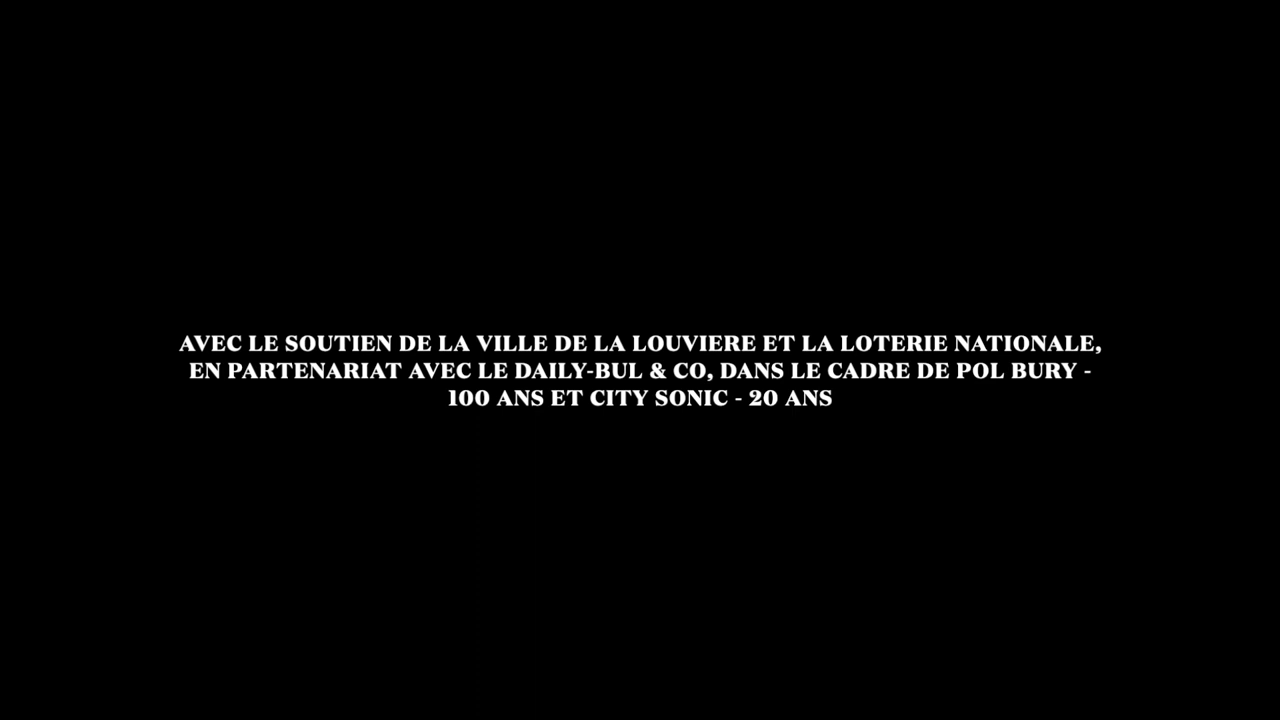 AVEC LE SOUTIEN DE LA VILLE DE LA LOUVIERE ET LA LOTERIE NATIONALE,
EN PARTENARIAT AVEC LE DAILY-BUL & CO, DANS LE CADRE DE POL BURY -
100 ANS ET CITY SONIC - 20 ANS